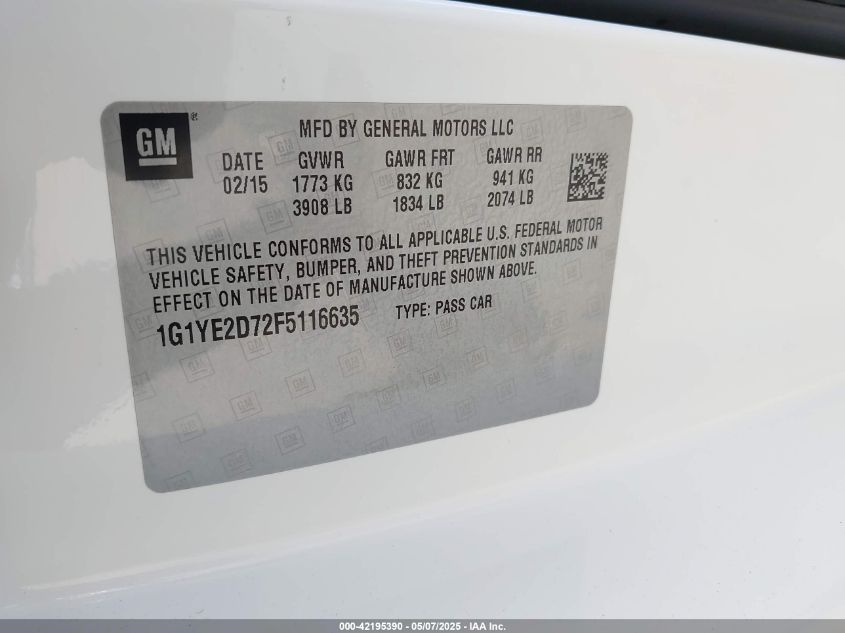 GM®
MFD BY GENERAL MOTORS LLC
DATE GVWR GAWR FRT GAWR RR
02/15 1773 KG 832 KG 941 KG
3908 LB 1834 LB 2074 LB
THIS VEHICLE CONFORMS TO ALL APPLICABLE U.S. FEDERAL MOTOR
VEHICLE SAFETY, BUMPER, AND THEFT PREVENTION STANDARDS IN
EFFECT ON THE DATE OF MANUFACTURE SHOWN ABOVE.
1G1YE2D72F5116635 TYPE: PASS CAR
000-42195390 - 05/07/2025 - IAA Inc.